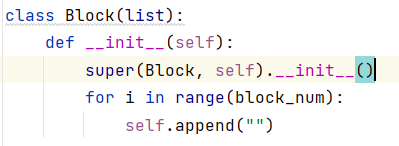 class Block(list):
    def __init__(self):
        super(Block, self).__init__()
        for i in range(block_num):
            self.append("")